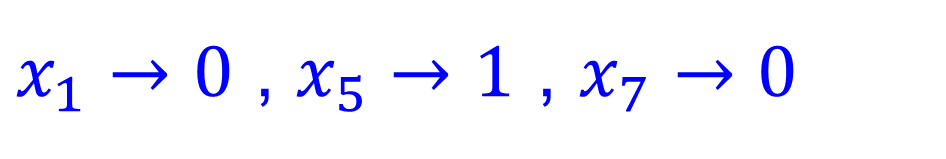 x₁ → 0 , x₅ → 1 , x₇ → 0